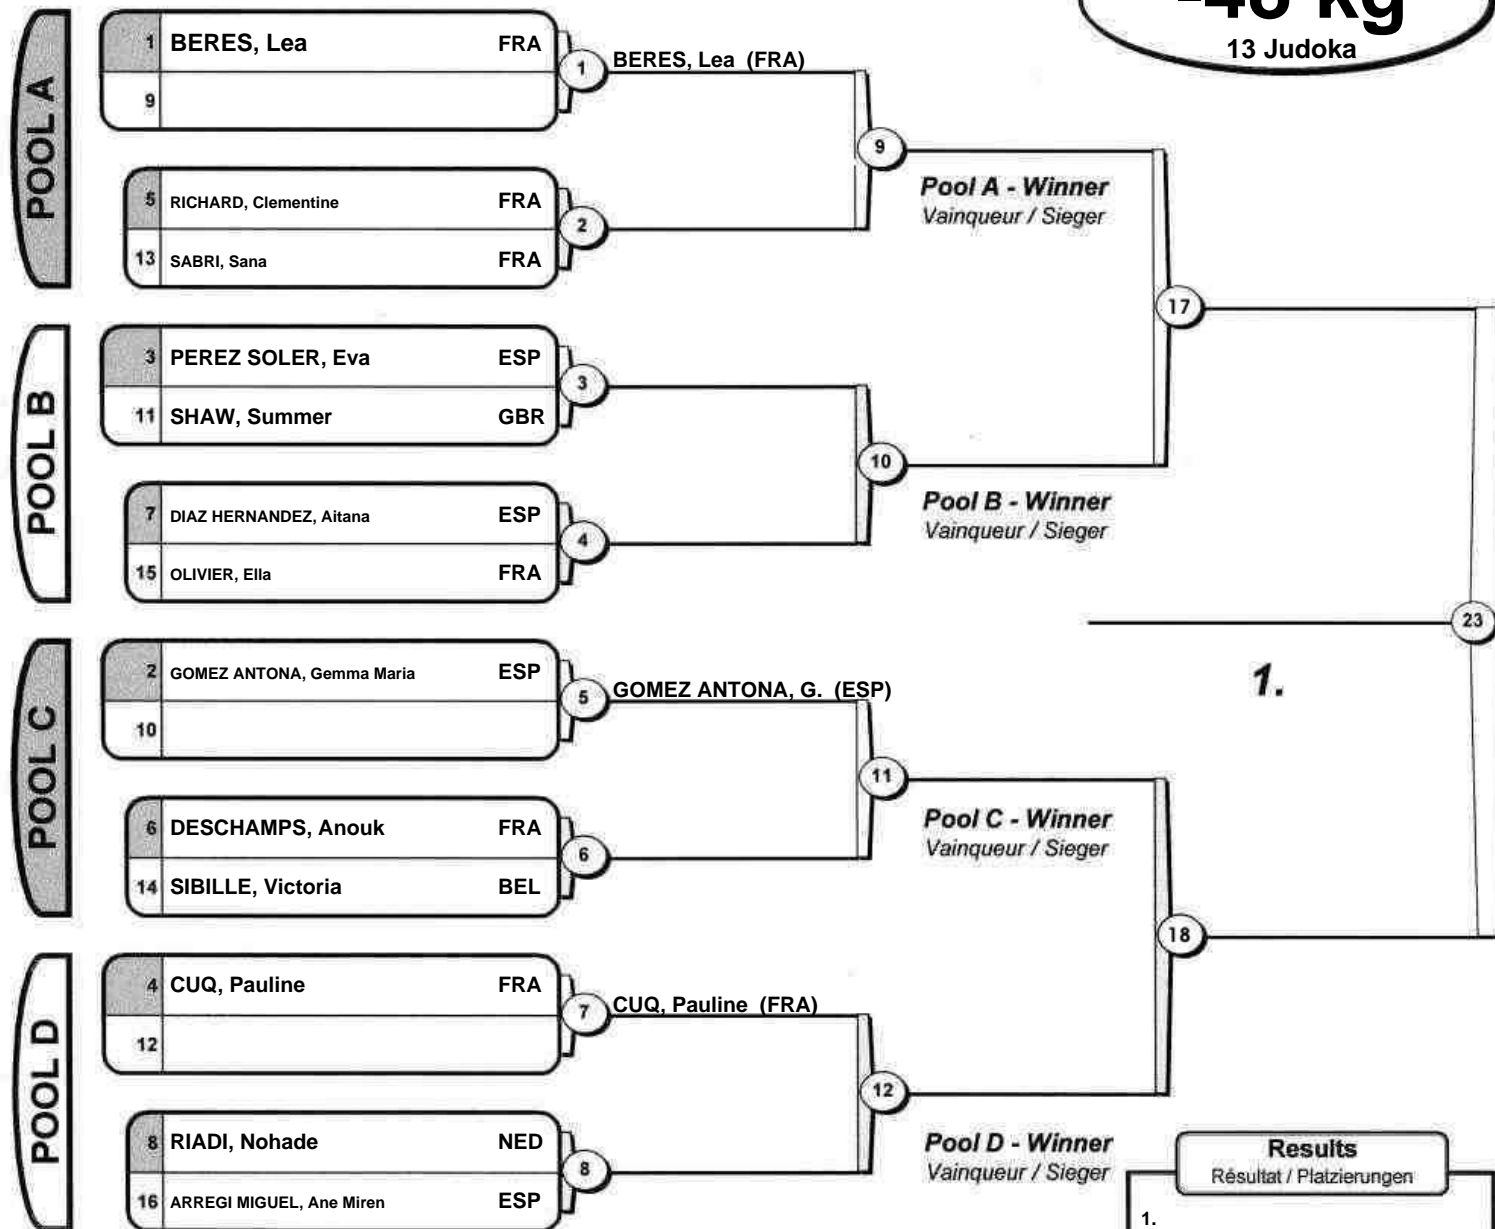 -48 kg
13 Judoka
POOL A
1 BERES, Lea FRA
9
1
BERES, Lea (FRA)
5 RICHARD, Clementine FRA
13 SABRI, Sana FRA
2
9
Pool A - Winner
Vainqueur / Sieger
17
POOL B
3 PEREZ SOLER, Eva ESP
11 SHAW, Summer GBR
3
7 DIAZ HERNANDEZ, Aitana ESP
15 OLIVIER, Ella FRA
4
10
Pool B - Winner
Vainqueur / Sieger
23
1.
POOL C
2 GOMEZ ANTONA, Gemma Maria ESP
10
5
GOMEZ ANTONA, G. (ESP)
6 DESCHAMPS, Anouk FRA
14 SIBILLE, Victoria BEL
6
11
Pool C - Winner
Vainqueur / Sieger
18
POOL D
4 CUQ, Pauline FRA
12
7
CUQ, Pauline (FRA)
8 RIADI, Nohade NED
16 ARREGI MIGUEL, Ane Miren ESP
8
12
Pool D - Winner
Vainqueur / Sieger
Results
Résultat / Platzierungen
1.